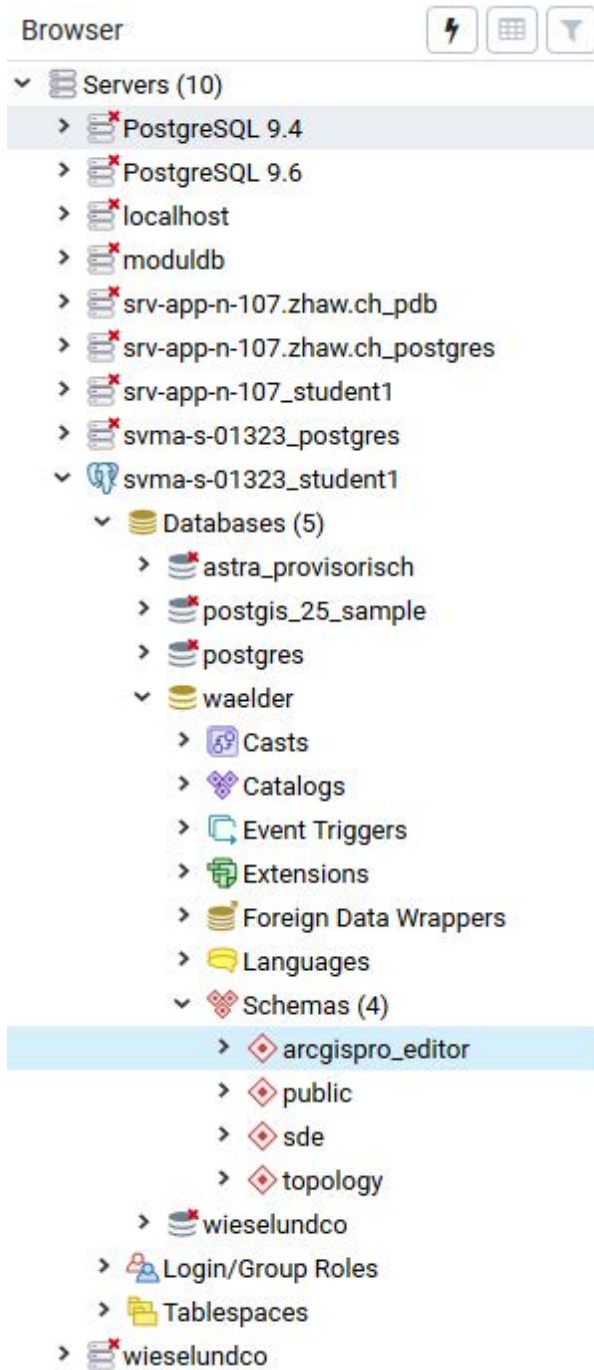 Browser
Servers (10)
PostgreSQL 9.4
PostgreSQL 9.6
localhost
moduldb
srv-app-n-107.zhaw.ch_pdb
srv-app-n-107.zhaw.ch_postgres
srv-app-n-107_student1
svma-s-01323_postgres
svma-s-01323_student1
Databases (5)
astra_provisorisch
postgis_25_sample
postgres
waelder
Casts
Catalogs
Event Triggers
Extensions
Foreign Data Wrappers
Languages
Schemas (4)
arcgispro_editor
public
sde
topology
wieselundco
Login/Group Roles
Tablespaces
wieselundco